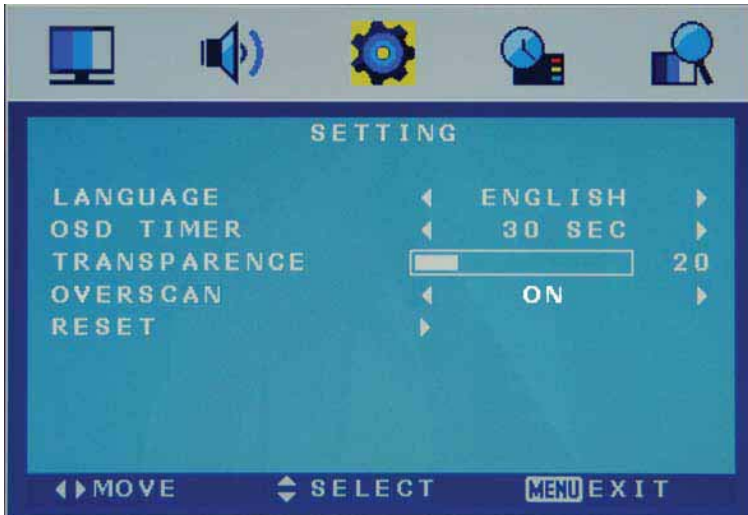 SETTING
LANGUAGE ENGLISH
OSD TIMER 30 SEC
TRANSPARENCE 20
OVERSCAN ON
RESET
MOVE SELECT MENU EXIT